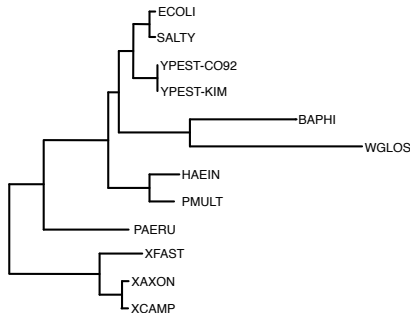 ECOLI
SALTY
YPEST-CO92
YPEST-KIM
BAPHI
WGLOS
HAEIN
PMULT
PAERU
XFAST
XAXON
XCAMP